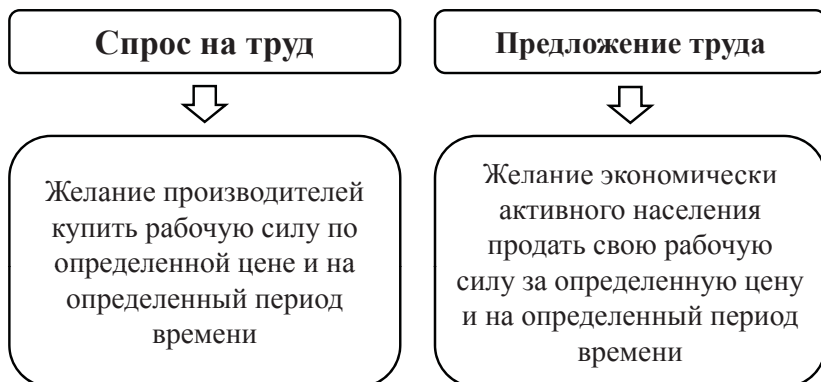 Спрос на труд
Желание производителей
купить рабочую силу по
определенной цене и на
определенный период
времени
Предложение труда
Желание экономически
активного населения
продать свою рабочую
силу за определенную цену
и на определенный период
времени